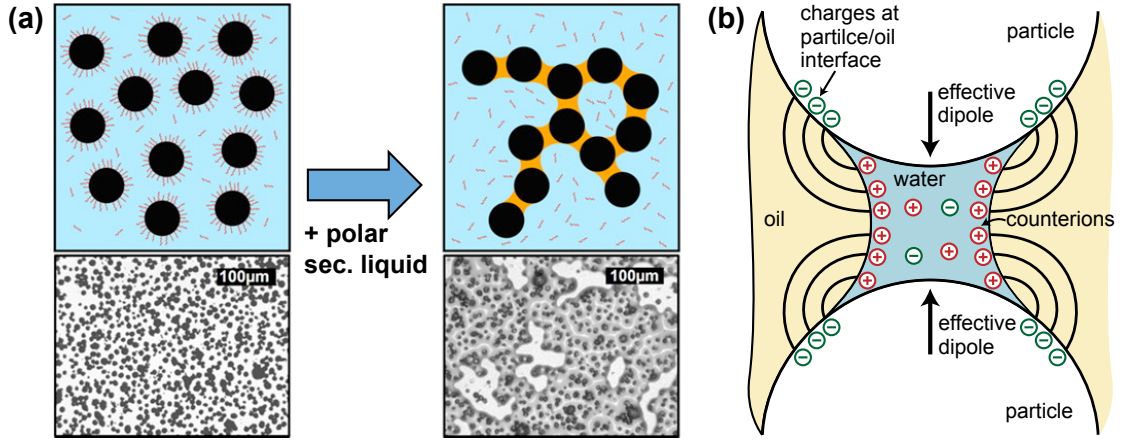 (a)
+ polar
sec. liquid
100µm
100µm
(b)
charges at
partilce/oil
interface
particle
effective
dipole
water
oil
counterions
effective
dipole
particle